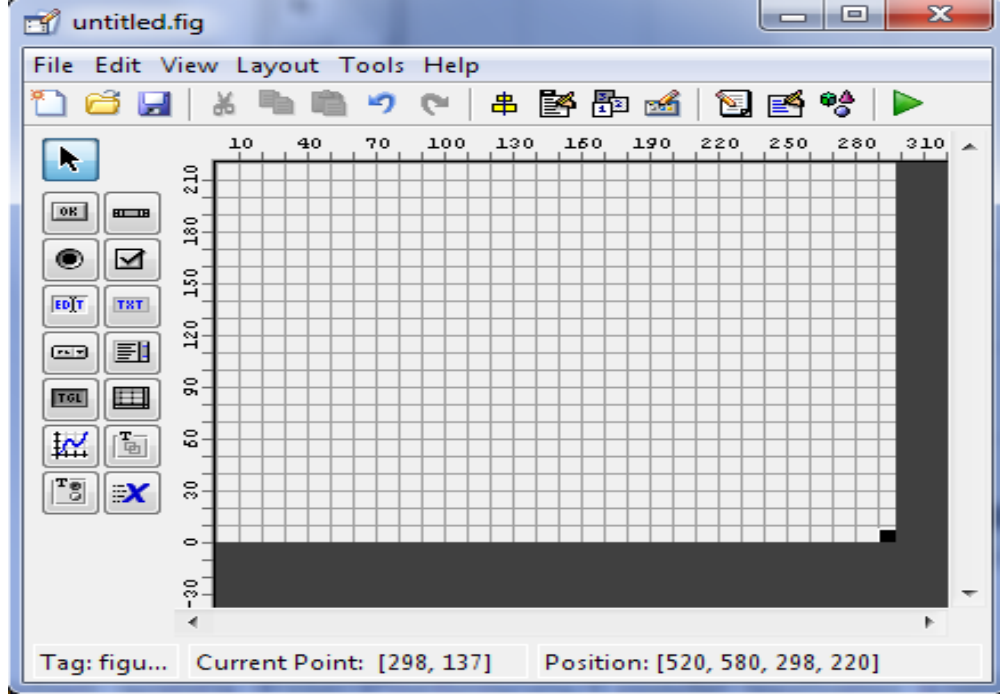 untitled.fig
File Edit View Layout Tools Help
10 40 70 100 130 160 190 220 250 280 310
210
180
150
120
90
60
30
0
-30
OK
EDIT TXT
TGL
T
T
X
Tag: figu... Current Point: [298, 137] Position: [520, 580, 298, 220]